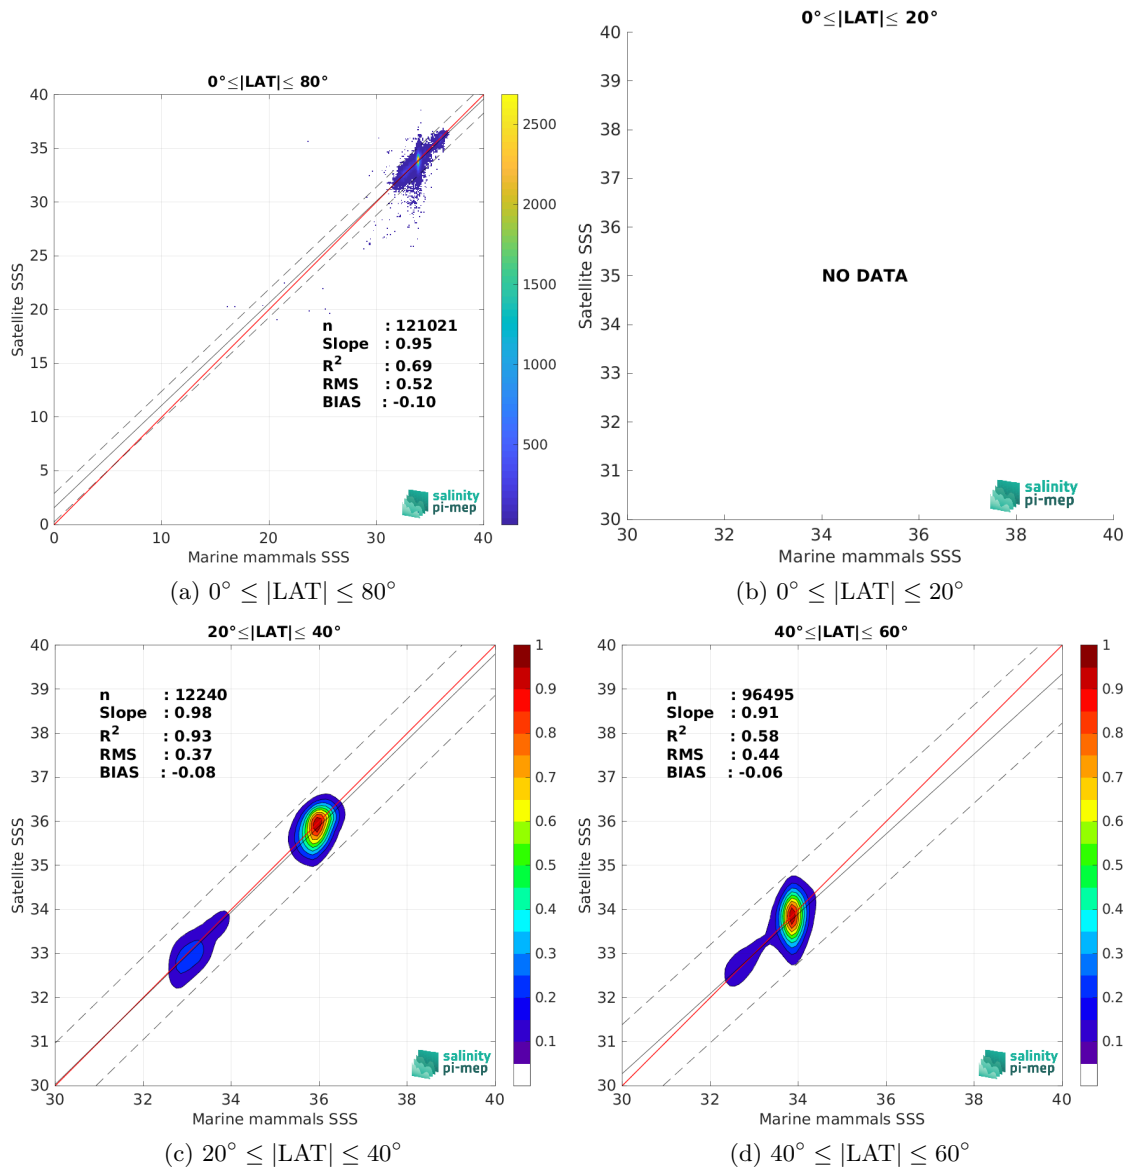 0°≤|LAT|≤ 80°
40
35
30
25
20
15
10
5
0
0 10 20 30 40
Satellite SSS
Marine mammals SSS
n : 121021
Slope : 0.95
R² : 0.69
RMS : 0.52
BIAS : -0.10
2500
2000
1500
1000
500
salinity
pi-mep
(a) 0° ≤ |LAT| ≤ 80°
0°≤|LAT|≤ 20°
40
39
38
37
36
35
34
33
32
31
30
30 32 34 36 38 40
Satellite SSS
Marine mammals SSS
NO DATA
salinity
pi-mep
(b) 0° ≤ |LAT| ≤ 20°
20°≤|LAT|≤ 40°
40
39
38
37
36
35
34
33
32
31
30
30 32 34 36 38 40
Satellite SSS
Marine mammals SSS
n : 12240
Slope : 0.98
R² : 0.93
RMS : 0.37
BIAS : -0.08
1
0.9
0.8
0.7
0.6
0.5
0.4
0.3
0.2
0.1
salinity
pi-mep
(c) 20° ≤ |LAT| ≤ 40°
40°≤|LAT|≤ 60°
40
39
38
37
36
35
34
33
32
31
30
30 32 34 36 38 40
Satellite SSS
Marine mammals SSS
n : 96495
Slope : 0.91
R² : 0.58
RMS : 0.44
BIAS : -0.06
1
0.9
0.8
0.7
0.6
0.5
0.4
0.3
0.2
0.1
salinity
pi-mep
(d) 40° ≤ |LAT| ≤ 60°